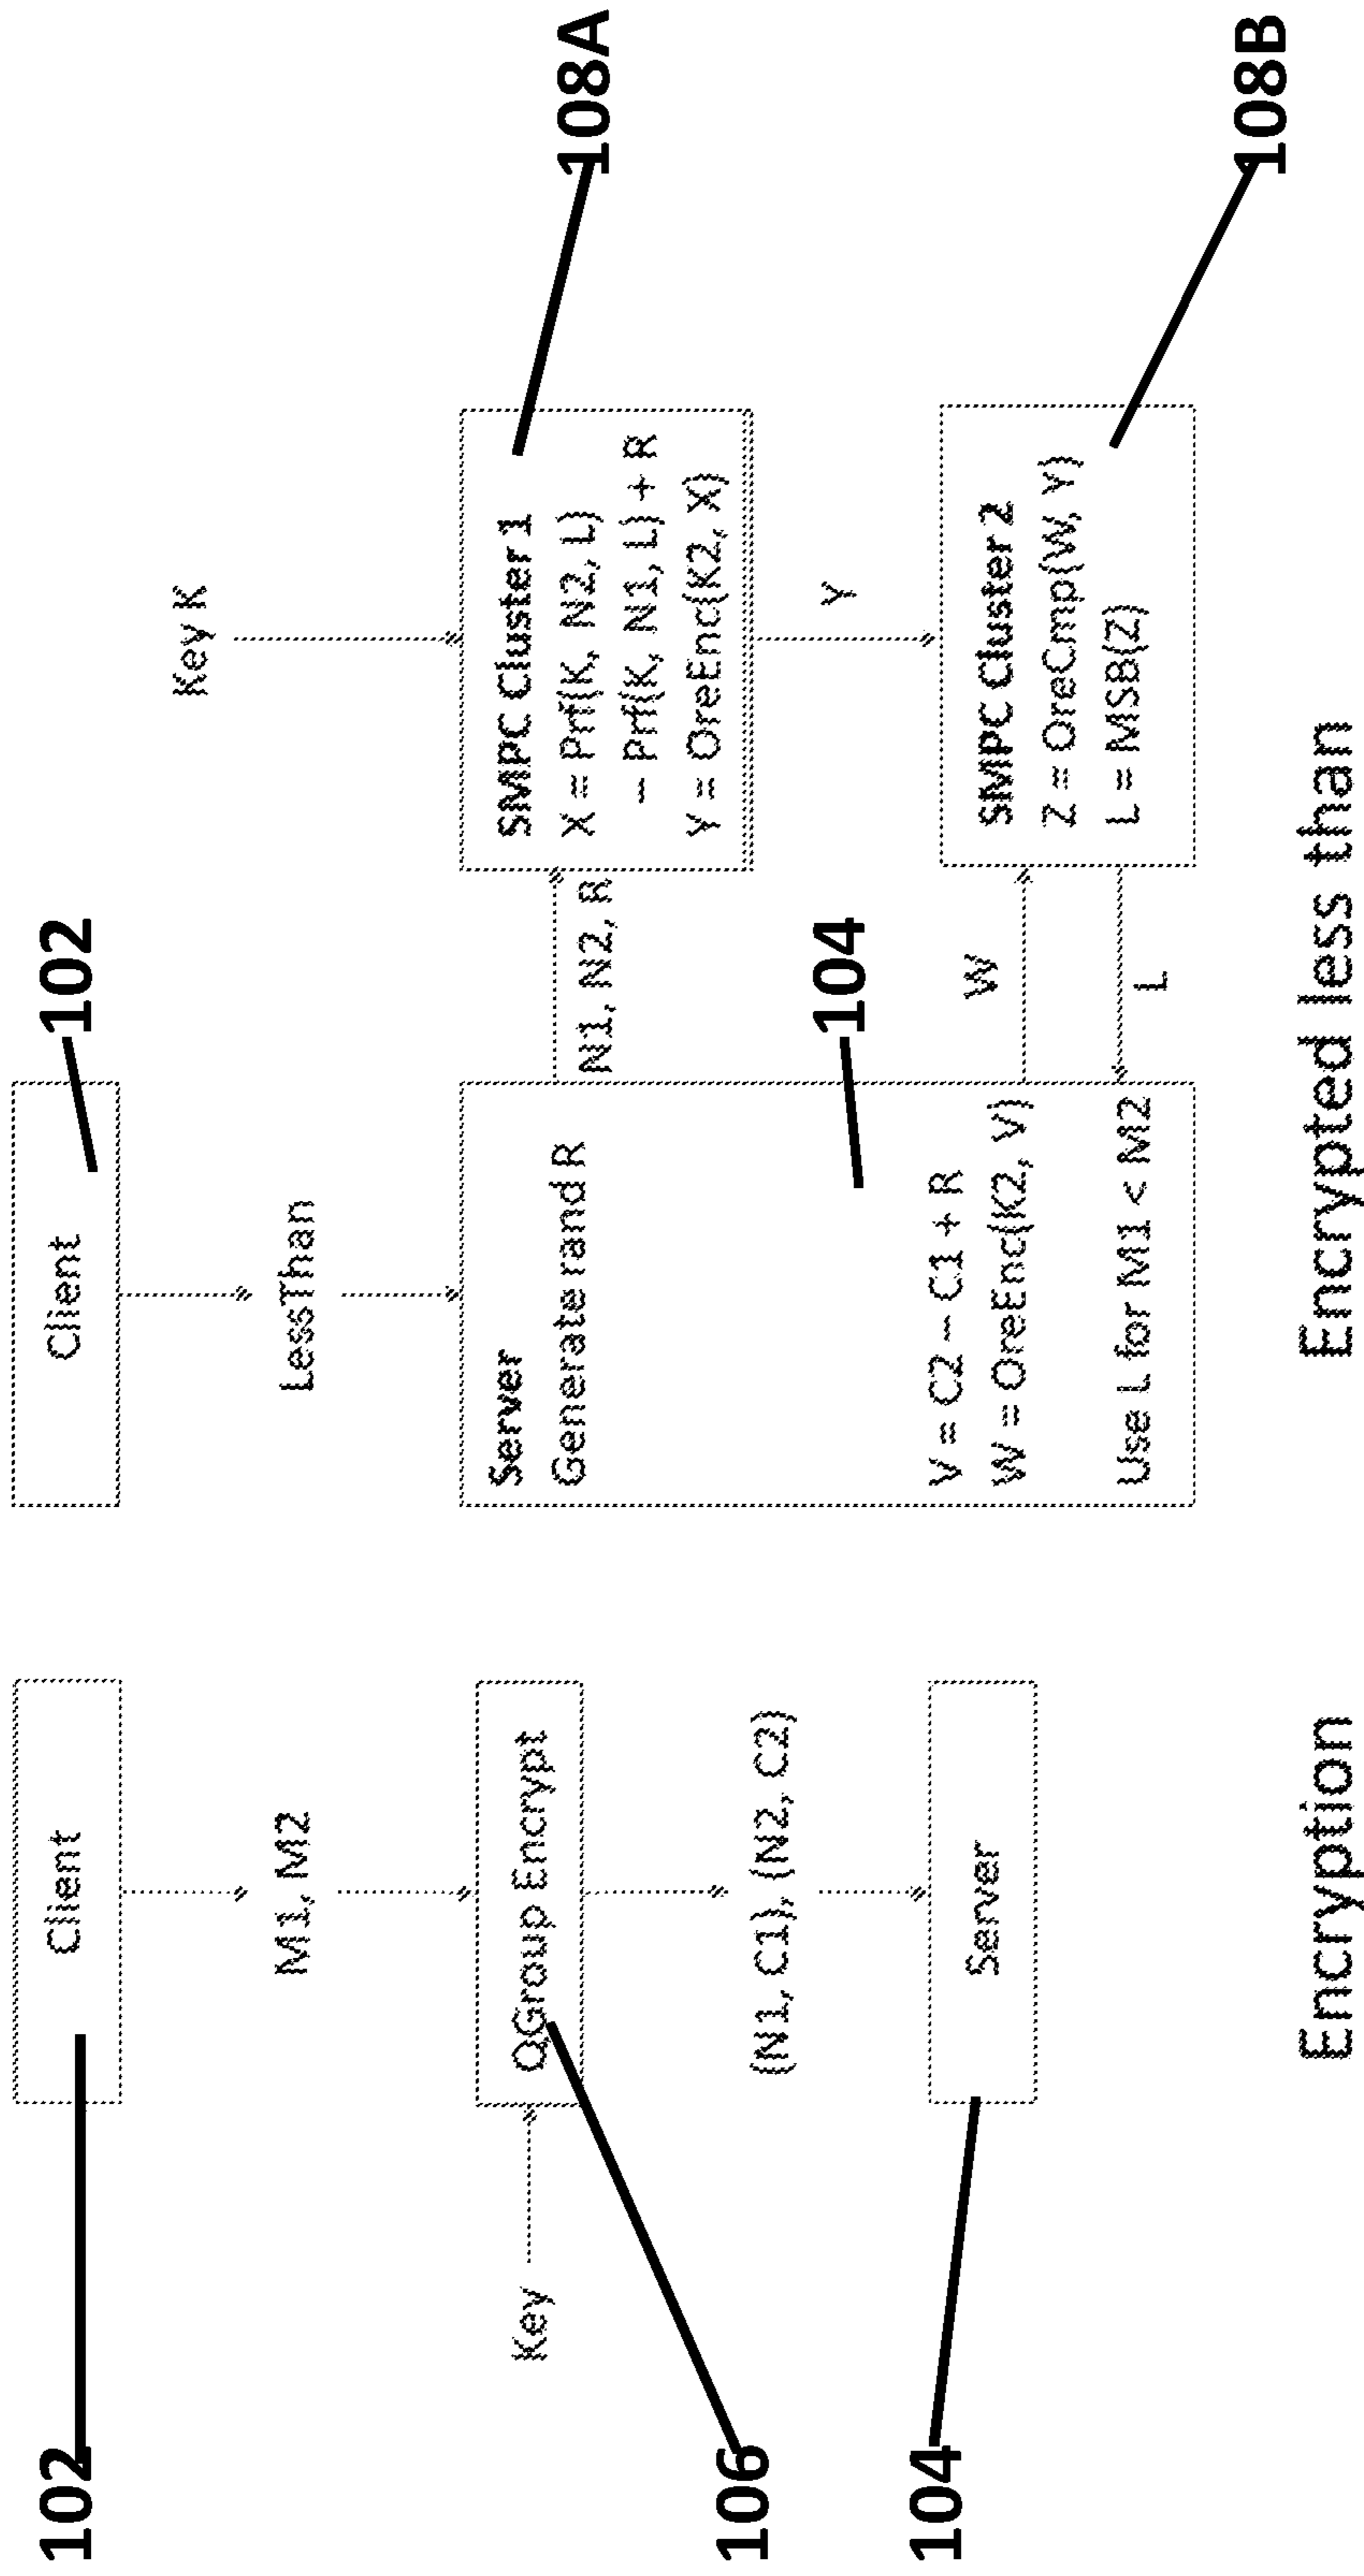 102
Client
M1, M2
Key
QGroup Encrypt
106
(N1, C1), (N2, C2)
Server
104
Encryption
Client
102
LessThan
Key K
Server
Generate rand R
V = C2 – C1 + R
W = OreEnc(K2, V)
Use L for M1 < M2
104
N1, N2, R
SMPC Cluster 1
X = Prf(K, N2, L)
– Prf(K, N1, L) + R
Y = OreEnc(K2, X)
108A
Y
W
L
SMPC Cluster 2
Z = OreCmp(W, Y)
L = MSB(Z)
108B
Encrypted less than